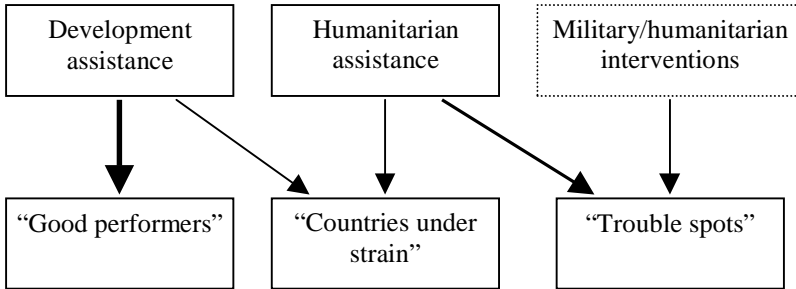 Development
assistance
Humanitarian
assistance
Military/humanitarian
interventions
“Good performers”
“Countries under
strain”
“Trouble spots”